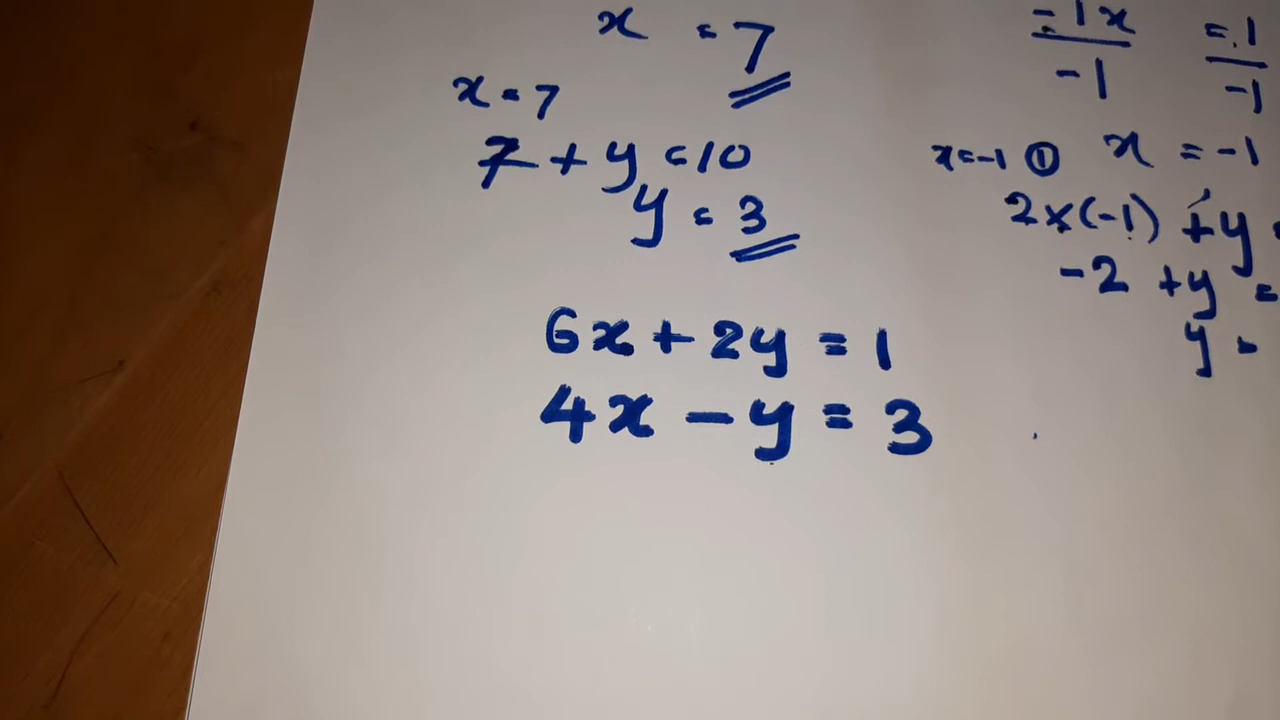 x = 7
x = 7
7 + y = 10
y = 3
6x + 2y = 1
4x - y = 3
-1x = 1
-1 -1
x=-1 ① x = -1
2x(-1) + y
-2 + y =
y =